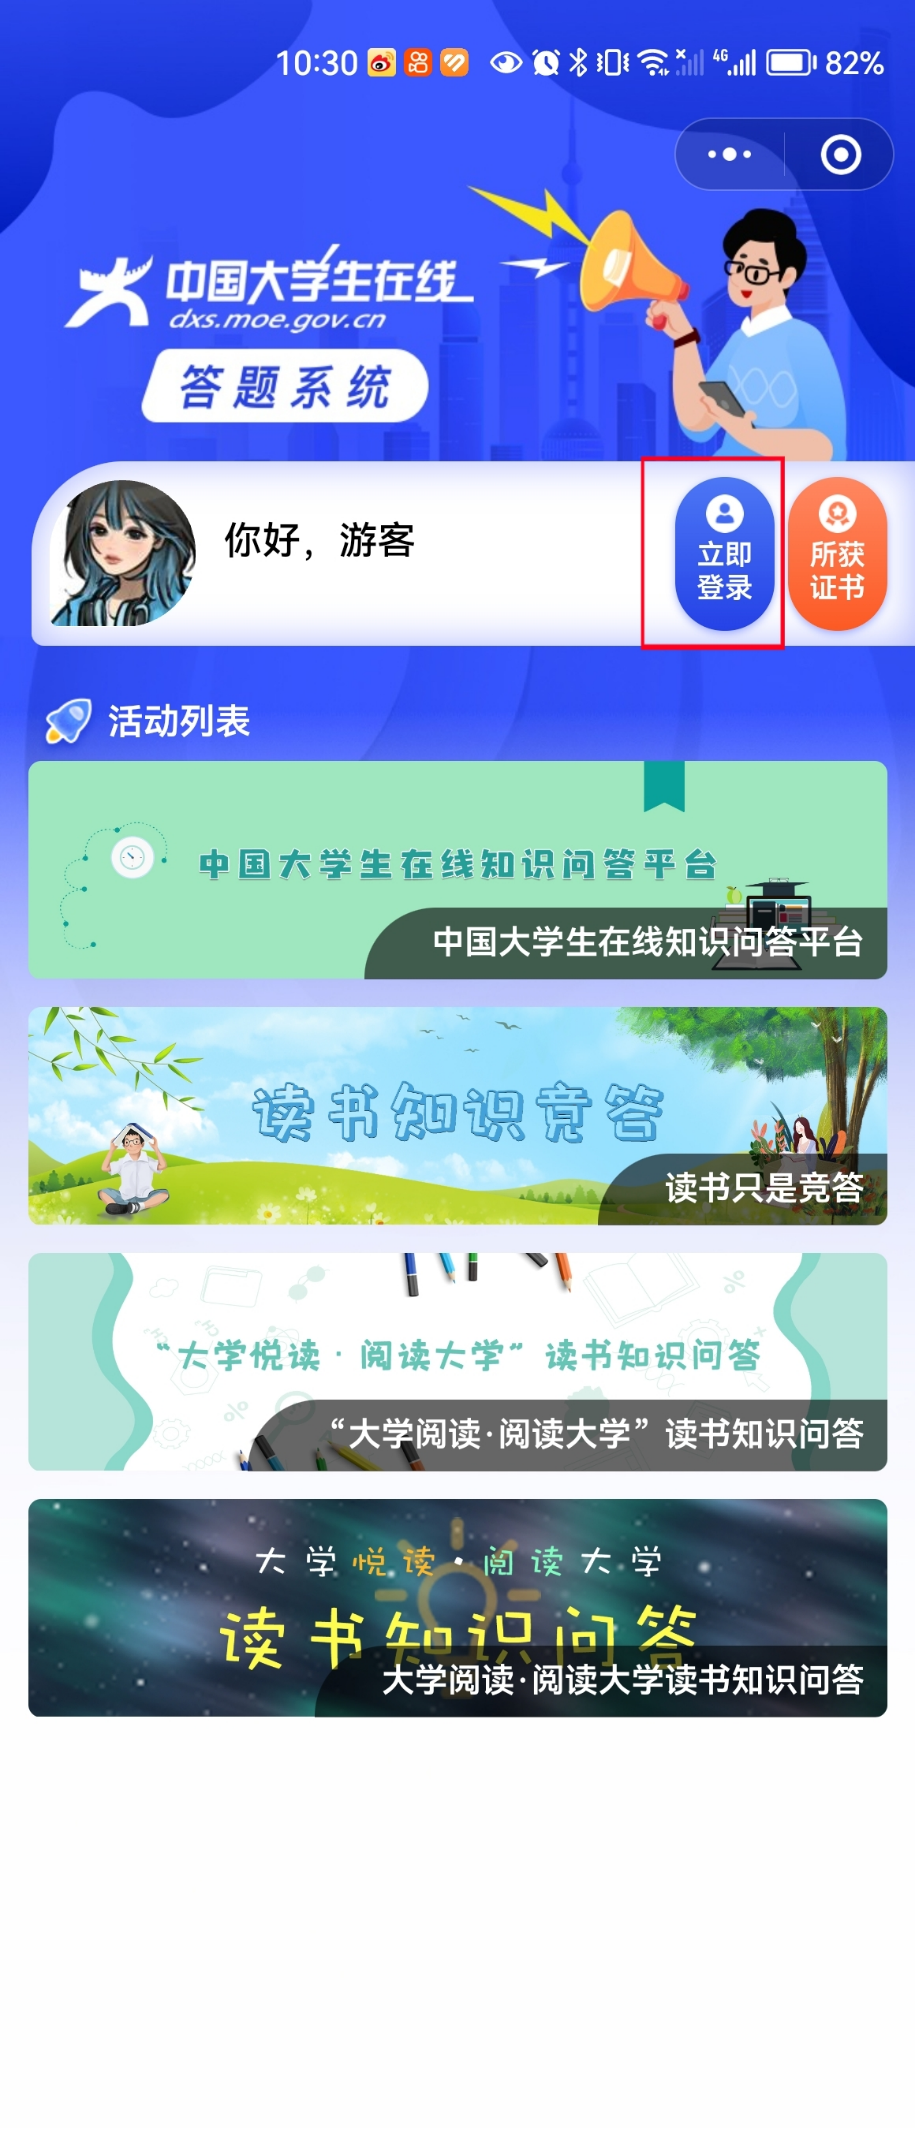 10:30 4G 82%
中国大学生在线
dxs.moe.gov.cn
答题系统
你好，游客
立即
登录
所获
证书
活动列表
中国大学生在线知识问答平台
中国大学生在线知识问答平台
读书知识竞答
读书只是竞答
“大学悦读·阅读大学”读书知识问答
“大学阅读·阅读大学”读书知识问答
大学悦读·阅读大学
读书知识问答
大学阅读·阅读大学读书知识问答